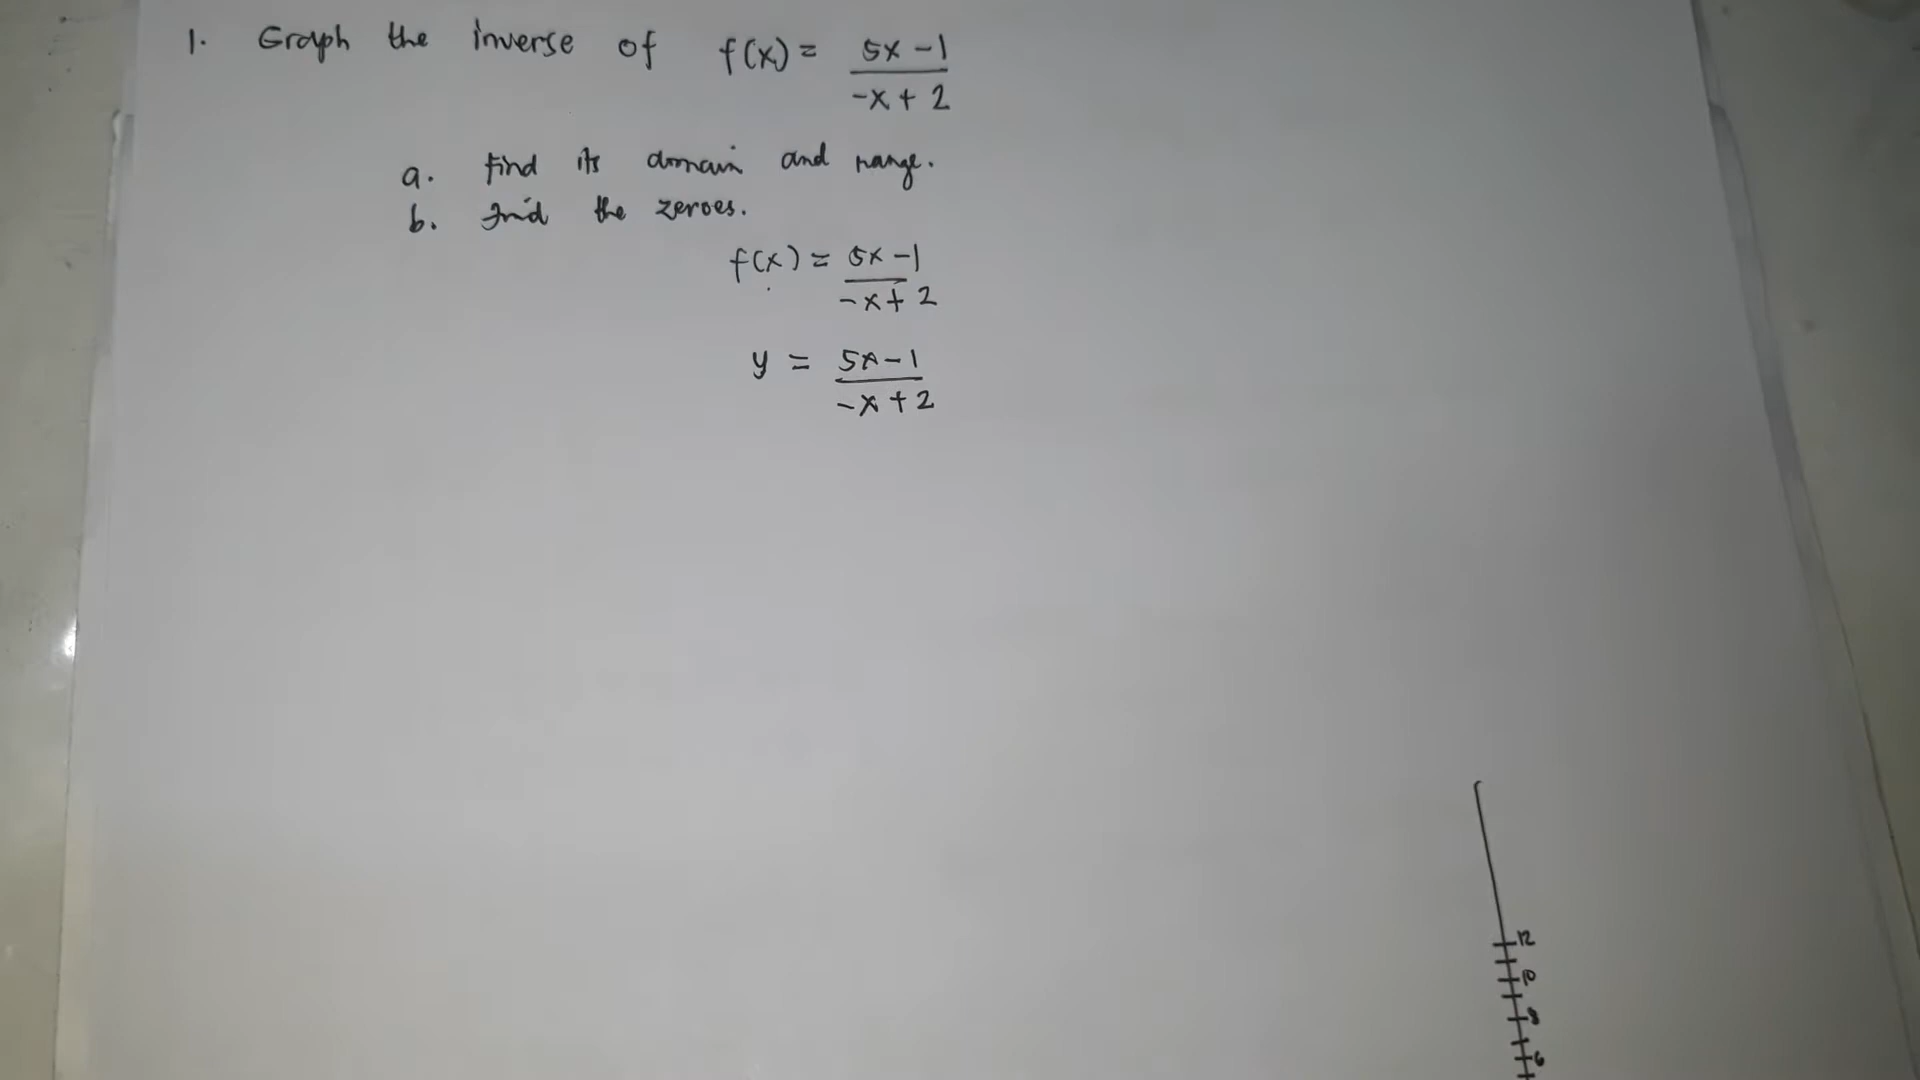 1. Graph the inverse of f(x) = 5x - 1 / -x + 2
a. find its domain and range.
b. find the zeroes.
f(x) = 5x - 1 / -x + 2
y = 5x - 1 / -x + 2
12
10
8
6